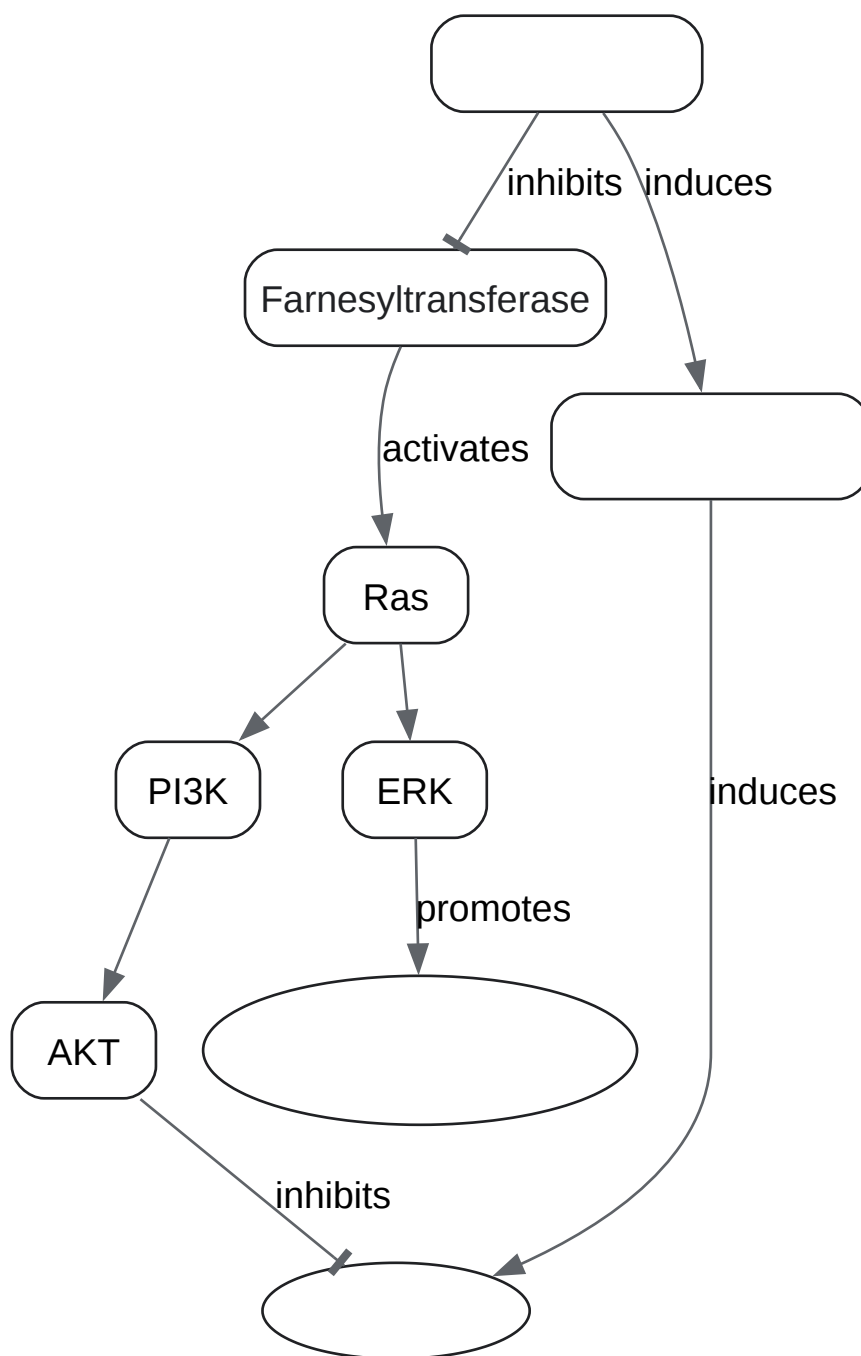 inhibits
induces
Farnesyltransferase
activates
Ras
PI3K
ERK
induces
promotes
AKT
inhibits